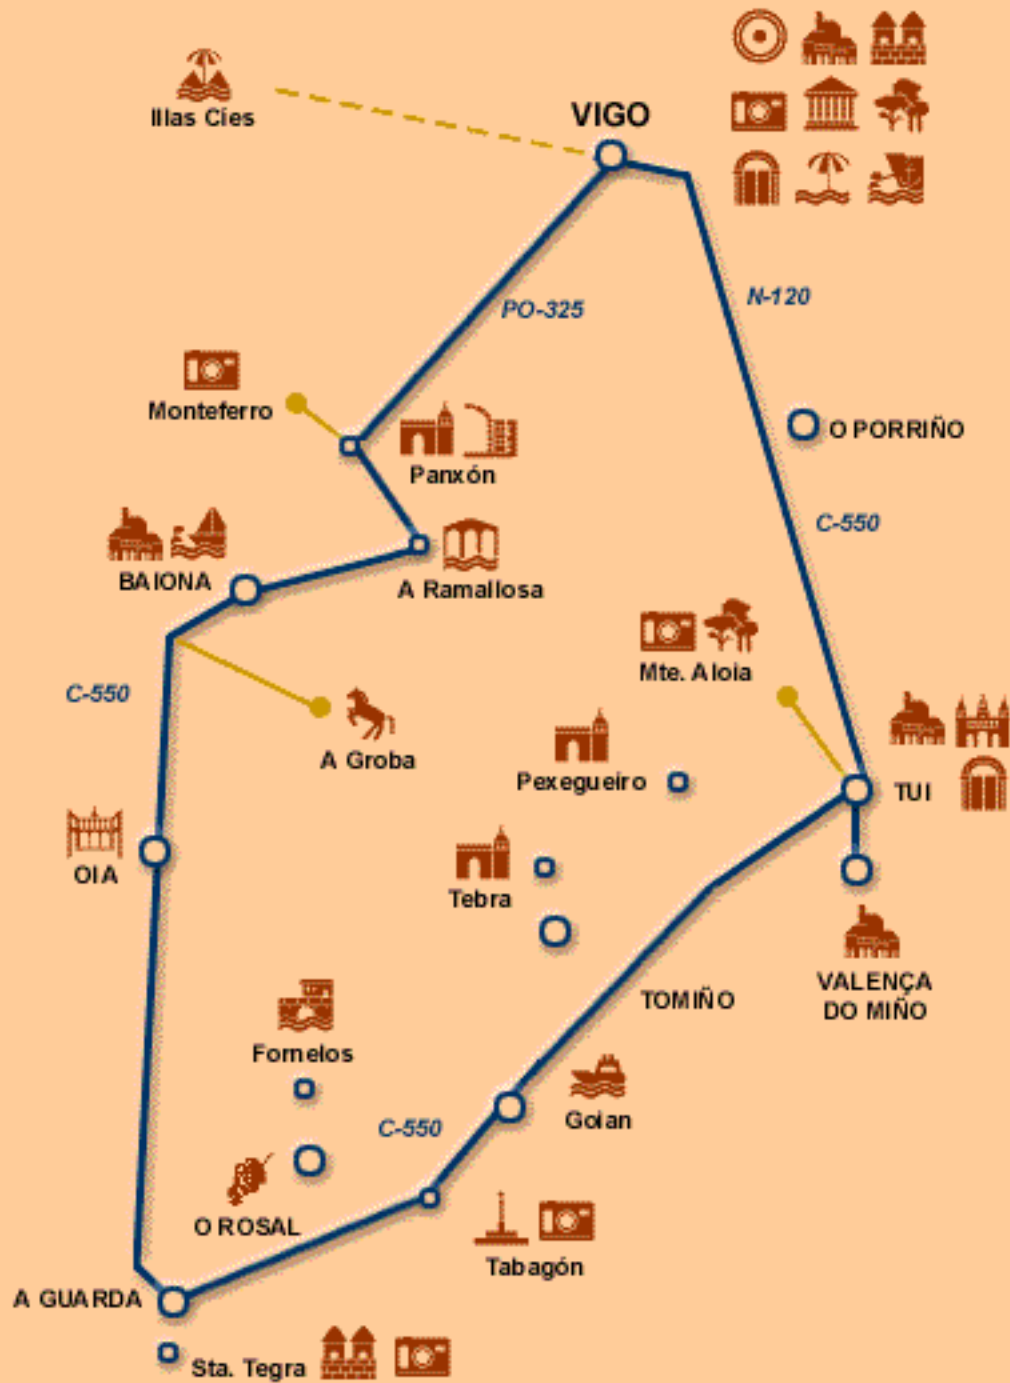 Illas Cíes
VIGO
PO-325
N-120
Monteferro
O PORRIÑO
Panxón
C-550
BAIONA
A Ramallosa
Mte. Aloia
C-550
A Groba
Pexegueiro
TUI
OIA
Tebra
VALENÇA
DO MIÑO
TOMIÑO
Fornelos
Goian
C-550
O ROSAL
Tabagón
A GUARDA
Sta. Tegra